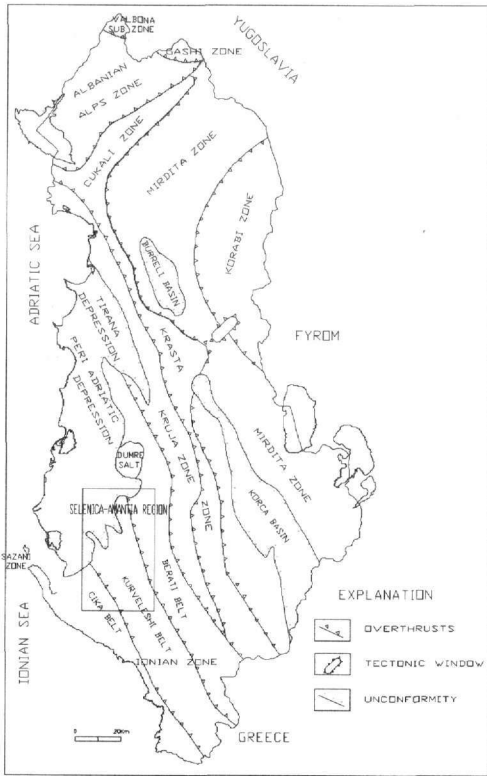 VALBONA
SUB ZONE
GASHI ZONE
YUGOSLAVIA
ALBANIAN
ALPS ZONE
CUKALI ZONE
MIRDITA ZONE
KORABI ZONE
ADRIATIC SEA
BURRELI BASIN
TIRANA
DEPRESSION
PERI ADRIATIC
DEPRESSION
KRASTA
FYROM
KRUJA ZONE
ZONE
MIRDITA ZONE
KORCA BASIN
DUMRE
SALT
SELENICA-AMANTIA REGION
SAZANI
ZONE
BERATI BELT
KURVELESHI BELT
CIKA BELT
IONIAN ZONE
IONIAN SEA
EXPLANATION
OVERTHRUSTS
TECTONIC WINDOW
UNCONFORMITY
0 20km
GREECE